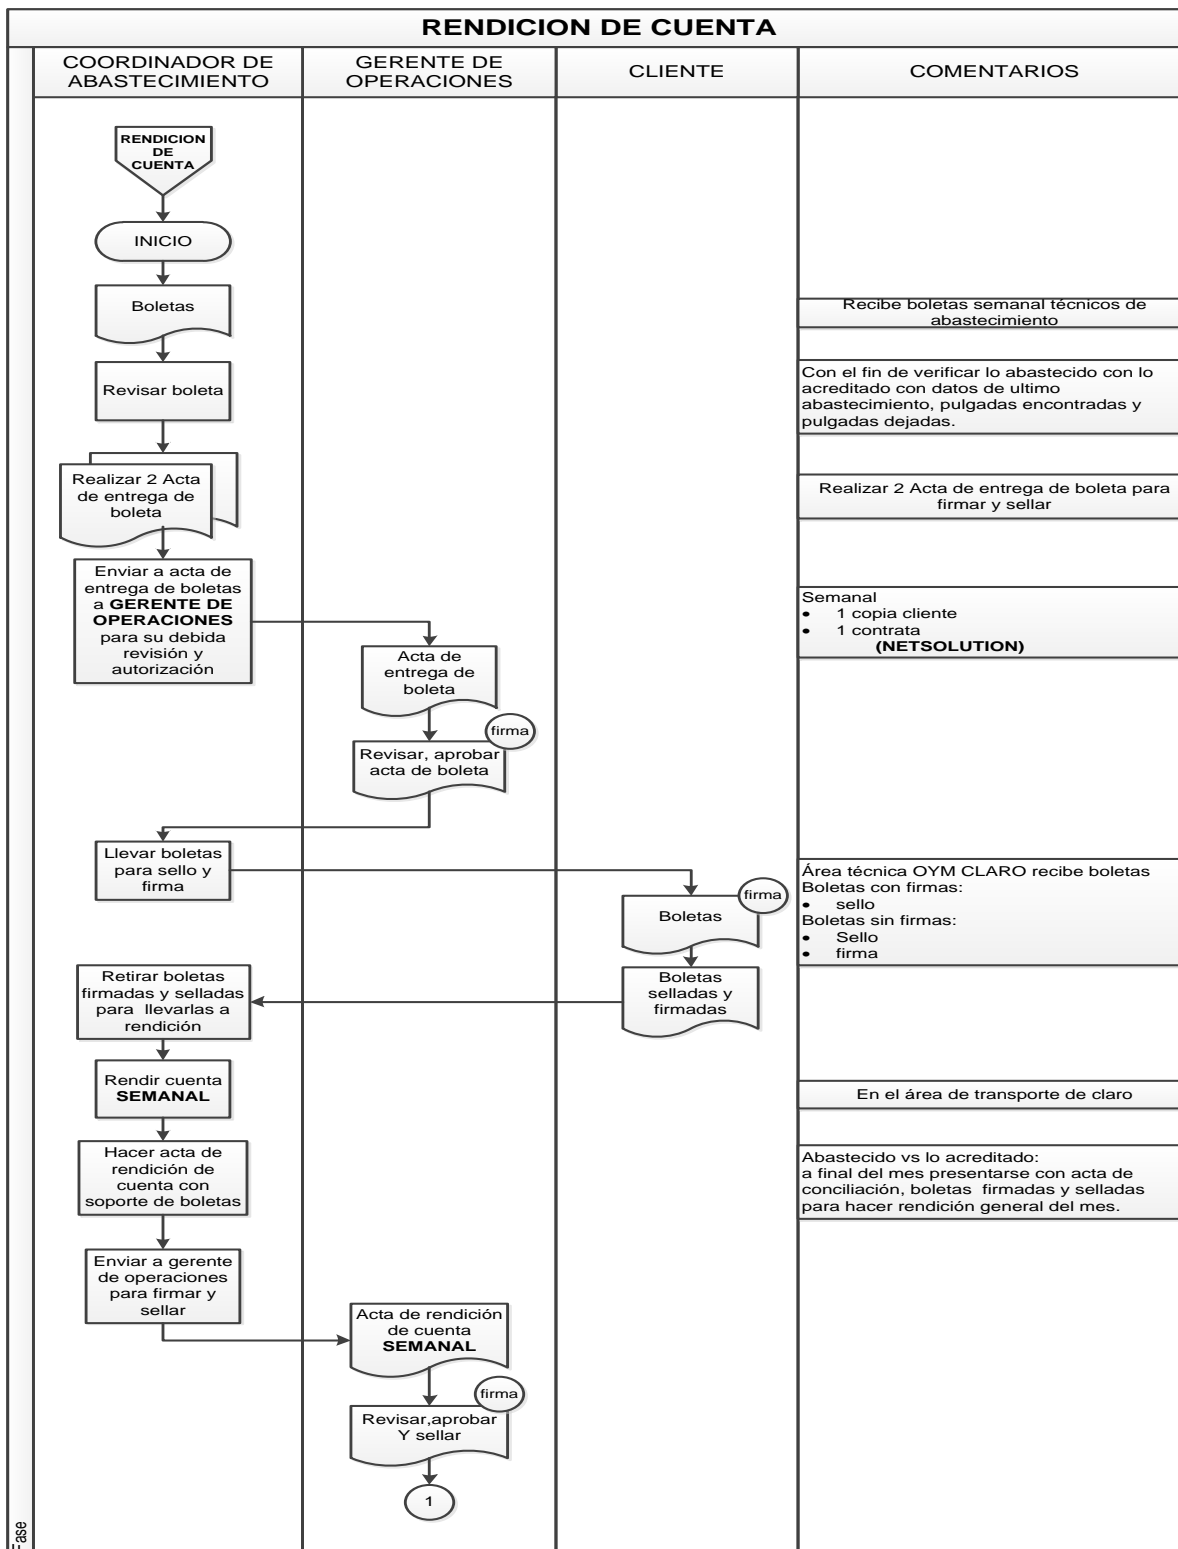 RENDICION DE CUENTA
COORDINADOR DE
ABASTECIMIENTO
GERENTE DE
OPERACIONES
CLIENTE
COMENTARIOS
RENDICION
DE
CUENTA
INICIO
Boletas
Recibe boletas semanal técnicos de
abastecimiento
Revisar boleta
Con el fin de verificar lo abastecido con lo
acreditado con datos de ultimo
abastecimiento, pulgadas encontradas y
pulgadas dejadas.
Realizar 2 Acta
de entrega de
boleta
Realizar 2 Acta de entrega de boleta para
firmar y sellar
Enviar a acta de
entrega de boletas
a GERENTE DE
OPERACIONES
para su debida
revisión y
autorización
Semanal
• 1 copia cliente
• 1 contrata
(NETSOLUTION)
Acta de
entrega de
boleta
firma
Revisar, aprobar
acta de boleta
Llevar boletas
para sello y
firma
firma
Boletas
Área técnica OYM CLARO recibe boletas
Boletas con firmas:
• sello
Boletas sin firmas:
• Sello
• firma
Boletas
selladas y
firmadas
Retirar boletas
firmadas y selladas
para llevarlas a
rendición
Rendir cuenta
SEMANAL
En el área de transporte de claro
Hacer acta de
rendición de
cuenta con
soporte de boletas
Abastecido vs lo acreditado:
a final del mes presentarse con acta de
conciliación, boletas firmadas y selladas
para hacer rendición general del mes.
Enviar a gerente
de operaciones
para firmar y
sellar
Acta de rendición
de cuenta
SEMANAL
firma
Revisar,aprobar
Y sellar
1
Fase